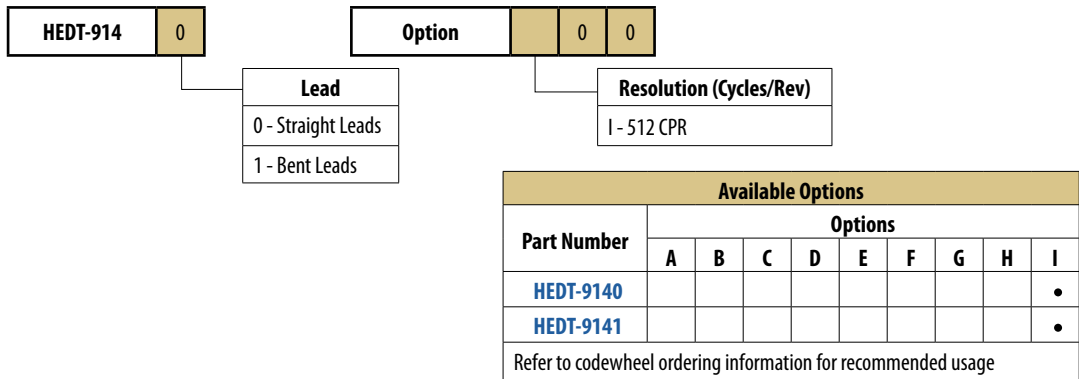 HEDT-914 0 Option 0 0
Lead
0 - Straight Leads
1 - Bent Leads
Resolution (Cycles/Rev)
I - 512 CPR
Available Options
Part Number Options
A B C D E F G H I
HEDT-9140 •
HEDT-9141 •
Refer to codewheel ordering information for recommended usage